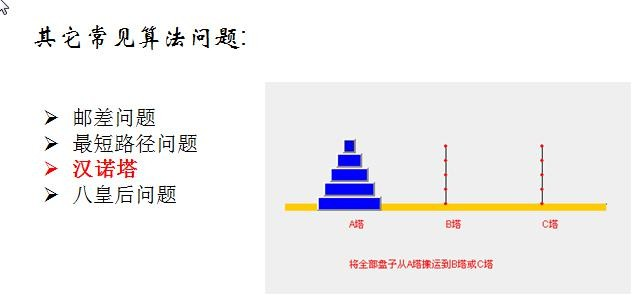 其它常见算法问题:
邮差问题
最短路径问题
汉诺塔
八皇后问题
A塔 B塔 C塔
将全部盘子从A塔搬运到B塔或C塔